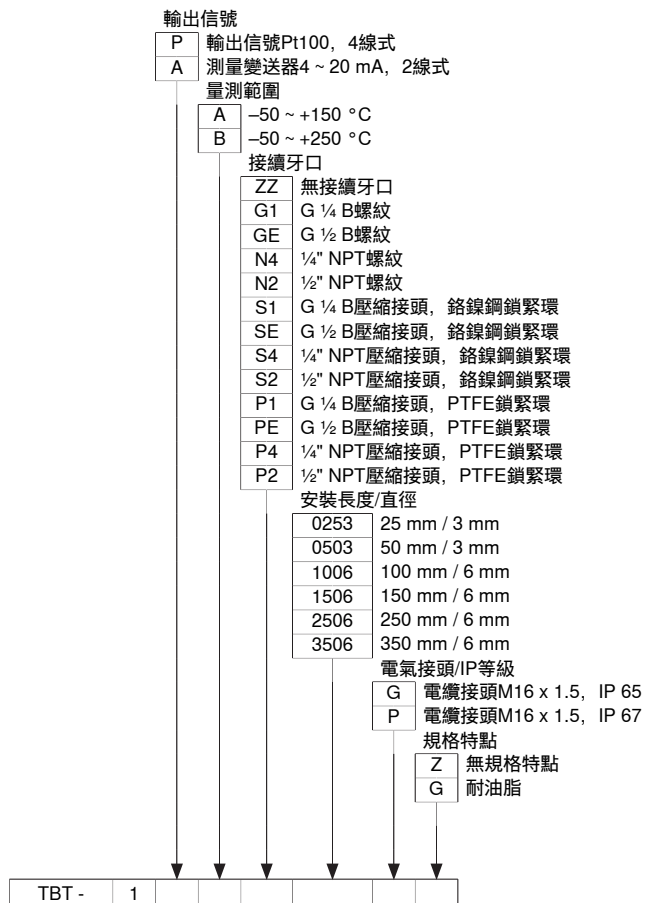 輸出信號
P 輸出信號Pt100，4線式
A 測量變送器4 ~ 20 mA，2線式
量測範圍
A –50 ~ +150 °C
B –50 ~ +250 °C
接續牙口
ZZ 無接續牙口
G1 G ¼ B螺紋
GE G ½ B螺紋
N4 ¼" NPT螺紋
N2 ½" NPT螺紋
S1 G ¼ B壓縮接頭，鉻鎳鋼鎖緊環
SE G ½ B壓縮接頭，鉻鎳鋼鎖緊環
S4 ¼" NPT壓縮接頭，鉻鎳鋼鎖緊環
S2 ½" NPT壓縮接頭，鉻鎳鋼鎖緊環
P1 G ¼ B壓縮接頭，PTFE鎖緊環
PE G ½ B壓縮接頭，PTFE鎖緊環
P4 ¼" NPT壓縮接頭，PTFE鎖緊環
P2 ½" NPT壓縮接頭，PTFE鎖緊環
安裝長度/直徑
0253 25 mm / 3 mm
0503 50 mm / 3 mm
1006 100 mm / 6 mm
1506 150 mm / 6 mm
2506 250 mm / 6 mm
3506 350 mm / 6 mm
電氣接頭/IP等級
G 電纜接頭M16 x 1.5，IP 65
P 電纜接頭M16 x 1.5，IP 67
規格特點
Z 無規格特點
G 耐油脂
TBT - 1